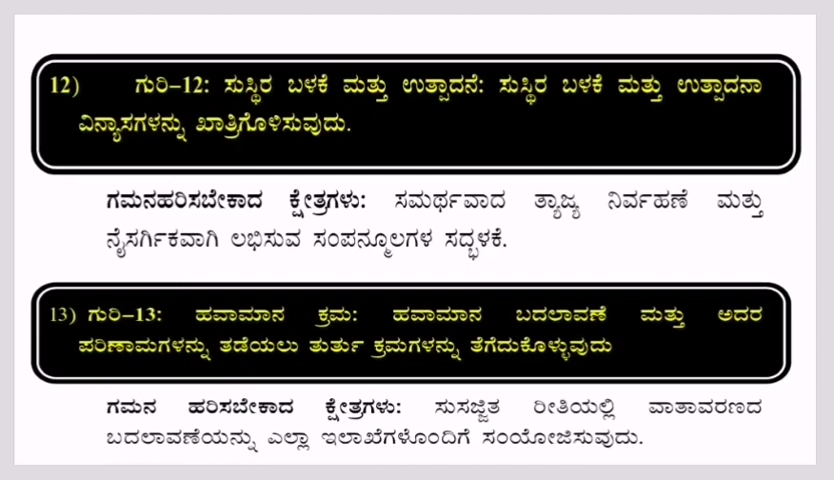 12) ಗುರಿ–12: ಸುಸ್ಥಿರ ಬಳಕೆ ಮತ್ತು ಉತ್ಪಾದನೆ: ಸುಸ್ಥಿರ ಬಳಕೆ ಮತ್ತು ಉತ್ಪಾದನಾ
ವಿನ್ಯಾಸಗಳನ್ನು ಖಾತ್ರಿಗೊಳಿಸುವುದು.
ಗಮನಹರಿಸಬೇಕಾದ ಕ್ಷೇತ್ರಗಳು: ಸಮರ್ಥವಾದ ತ್ಯಾಜ್ಯ ನಿರ್ವಹಣೆ ಮತ್ತು
ನೈಸರ್ಗಿಕವಾಗಿ ಲಭಿಸುವ ಸಂಪನ್ಮೂಲಗಳ ಸದ್ಬಳಕೆ.
13) ಗುರಿ–13: ಹವಾಮಾನ ಕ್ರಮ: ಹವಾಮಾನ ಬದಲಾವಣೆ ಮತ್ತು ಅದರ
ಪರಿಣಾಮಗಳನ್ನು ತಡೆಯಲು ತುರ್ತು ಕ್ರಮಗಳನ್ನು ತೆಗೆದುಕೊಳ್ಳುವುದು
ಗಮನ ಹರಿಸಬೇಕಾದ ಕ್ಷೇತ್ರಗಳು: ಸುಸಜ್ಜಿತ ರೀತಿಯಲ್ಲಿ ವಾತಾವರಣದ
ಬದಲಾವಣೆಯನ್ನು ಎಲ್ಲಾ ಇಲಾಖೆಗಳೊಂದಿಗೆ ಸಂಯೋಜಿಸುವುದು.